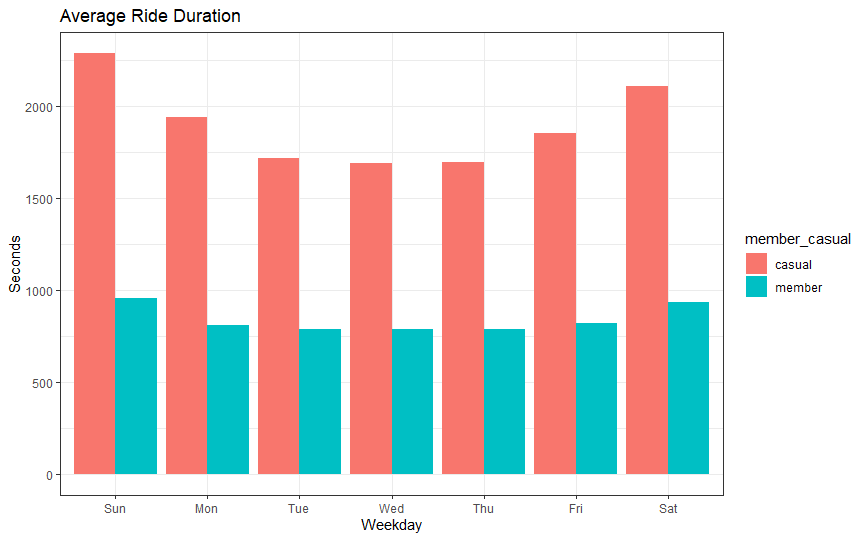 Average Ride Duration
2000
1500
1000
500
0
Seconds
Sun Mon Tue Wed Thu Fri Sat
Weekday
member_casual
casual
member